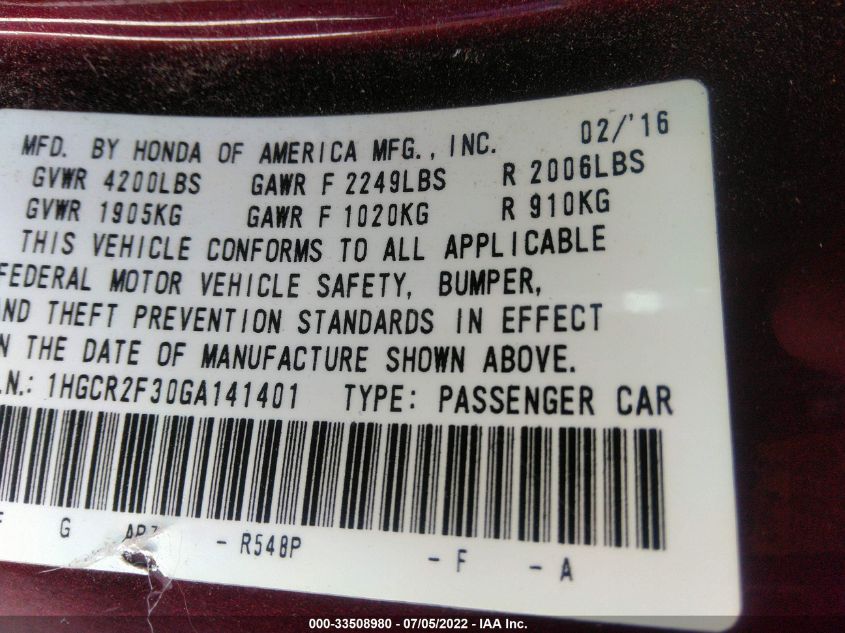 MFD. BY HONDA OF AMERICA MFG., INC. 02/'16
GVWR 4200LBS GAWR F 2249LBS R 2006LBS
GVWR 1905KG GAWR F 1020KG R 910KG
THIS VEHICLE CONFORMS TO ALL APPLICABLE
FEDERAL MOTOR VEHICLE SAFETY, BUMPER,
AND THEFT PREVENTION STANDARDS IN EFFECT
N THE DATE OF MANUFACTURE SHOWN ABOVE.
.N.: 1HGCR2F30GA141401 TYPE: PASSENGER CAR
F G - R548P - F - A
000-33508980 - 07/05/2022 - IAA Inc.